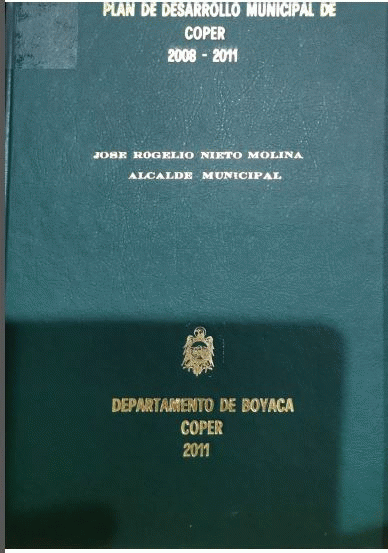 PLAN DE DESARROLLO MUNICIPAL DE
COPER
2008 - 2011
JOSE ROGELIO NIETO MOLINA
ALCALDE MUNICIPAL
DEPARTAMENTO DE BOYACA
COPER
2011